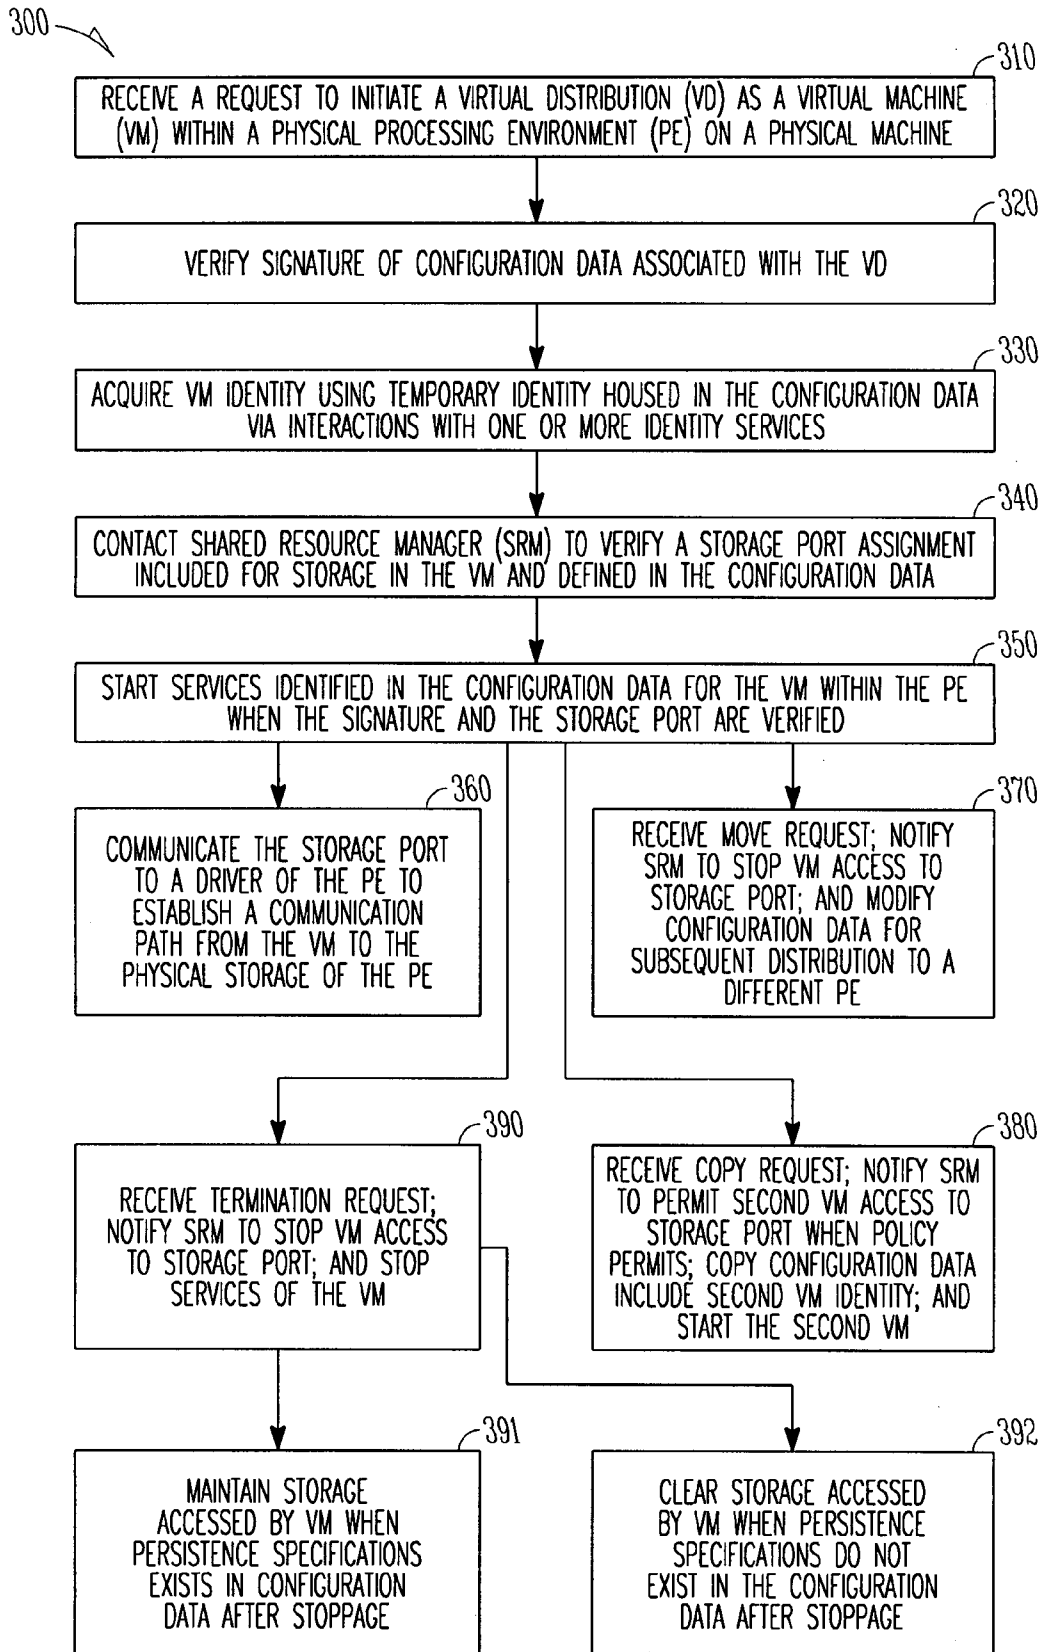 300
310
RECEIVE A REQUEST TO INITIATE A VIRTUAL DISTRIBUTION (VD) AS A VIRTUAL MACHINE
(VM) WITHIN A PHYSICAL PROCESSING ENVIRONMENT (PE) ON A PHYSICAL MACHINE
320
VERIFY SIGNATURE OF CONFIGURATION DATA ASSOCIATED WITH THE VD
330
ACQUIRE VM IDENTITY USING TEMPORARY IDENTITY HOUSED IN THE CONFIGURATION DATA
VIA INTERACTIONS WITH ONE OR MORE IDENTITY SERVICES
340
CONTACT SHARED RESOURCE MANAGER (SRM) TO VERIFY A STORAGE PORT ASSIGNMENT
INCLUDED FOR STORAGE IN THE VM AND DEFINED IN THE CONFIGURATION DATA
350
START SERVICES IDENTIFIED IN THE CONFIGURATION DATA FOR THE VM WITHIN THE PE
WHEN THE SIGNATURE AND THE STORAGE PORT ARE VERIFIED
360
COMMUNICATE THE STORAGE PORT
TO A DRIVER OF THE PE TO
ESTABLISH A COMMUNICATION
PATH FROM THE VM TO THE
PHYSICAL STORAGE OF THE PE
370
RECEIVE MOVE REQUEST; NOTIFY
SRM TO STOP VM ACCESS TO
STORAGE PORT; AND MODIFY
CONFIGURATION DATA FOR
SUBSEQUENT DISTRIBUTION TO A
DIFFERENT PE
390
RECEIVE TERMINATION REQUEST;
NOTIFY SRM TO STOP VM ACCESS
TO STORAGE PORT; AND STOP
SERVICES OF THE VM
380
RECEIVE COPY REQUEST; NOTIFY SRM
TO PERMIT SECOND VM ACCESS TO
STORAGE PORT WHEN POLICY
PERMITS; COPY CONFIGURATION DATA
INCLUDE SECOND VM IDENTITY; AND
START THE SECOND VM
391
MAINTAIN STORAGE
ACCESSED BY VM WHEN
PERSISTENCE SPECIFICATIONS
EXISTS IN CONFIGURATION
DATA AFTER STOPPAGE
392
CLEAR STORAGE ACCESSED
BY VM WHEN PERSISTENCE
SPECIFICATIONS DO NOT
EXIST IN THE CONFIGURATION
DATA AFTER STOPPAGE